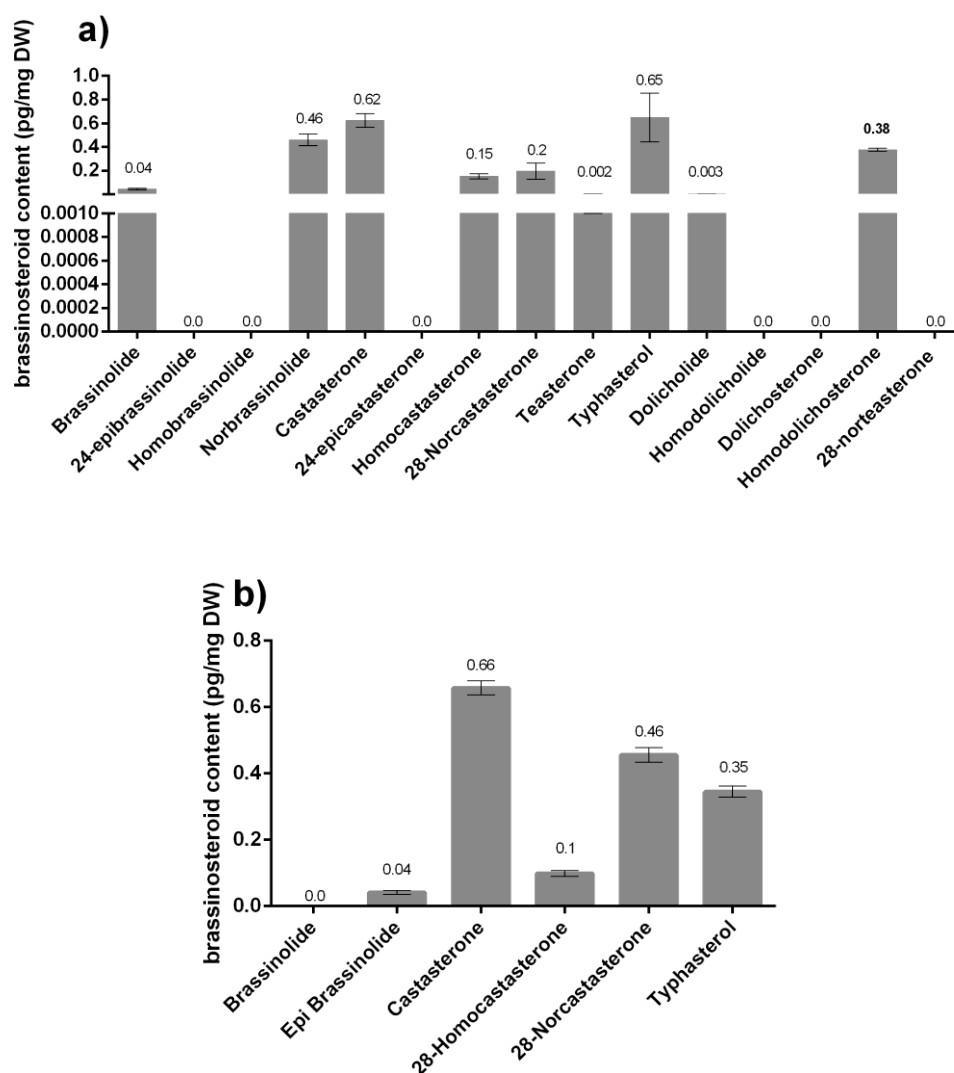 a)
brassinosteroid content (pg/mg DW)
1.0
0.8
0.6
0.4
0.2
0.0010
0.0008
0.0006
0.0004
0.0002
0.0000
0.04
0.0
0.0
0.46
0.62
0.0
0.15
0.2
0.002
0.65
0.003
0.0
0.0
0.38
0.0
Brassinolide
24-epibrassinolide
Homobrassinolide
Norbrassinolide
Castasterone
24-epicastasterone
Homocastasterone
28-Norcastasterone
Teasterone
Typhasterol
Dolicholide
Homodolicholide
Dolichosterone
Homodolichosterone
28-norteasterone
b)
brassinosteroid content (pg/mg DW)
0.8
0.6
0.4
0.2
0.0
0.0
0.04
0.66
0.1
0.46
0.35
Brassinolide
Epi Brassinolide
Castasterone
28-Homocastasterone
28-Norcastasterone
Typhasterol